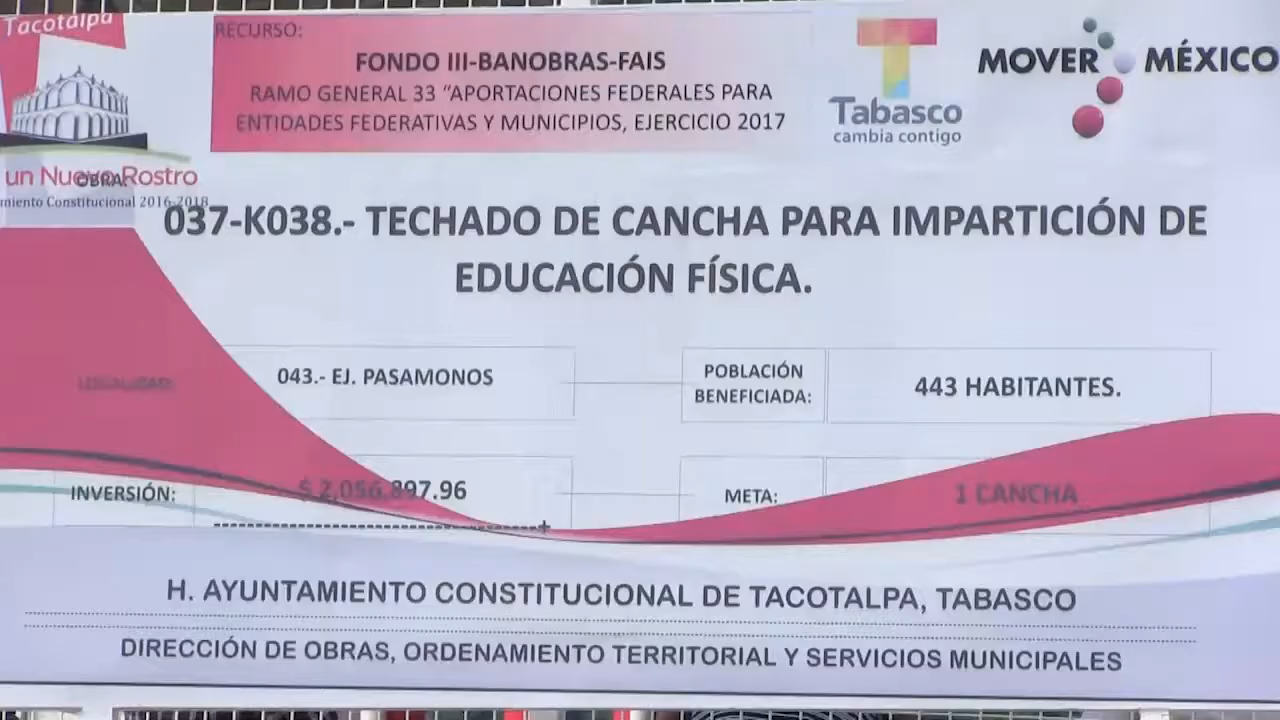 Tacotalpa
RECURSO:
FONDO III-BANOBRAS-FAIS
RAMO GENERAL 33 "APORTACIONES FEDERALES PARA
ENTIDADES FEDERATIVAS Y MUNICIPIOS, EJERCICIO 2017
Tabasco
cambia contigo
MOVER MÉXICO
un Nuevo Rostro
OBRA:
miento Constitucional 2016-2018
037-K038.- TECHADO DE CANCHA PARA IMPARTICIÓN DE
EDUCACIÓN FÍSICA.
LOCALIDAD:
043.- EJ. PASAMONOS
POBLACIÓN
BENEFICIADA:
443 HABITANTES.
INVERSIÓN:
$ 2,056,897.96
META:
1 CANCHA
H. AYUNTAMIENTO CONSTITUCIONAL DE TACOTALPA, TABASCO
DIRECCIÓN DE OBRAS, ORDENAMIENTO TERRITORIAL Y SERVICIOS MUNICIPALES